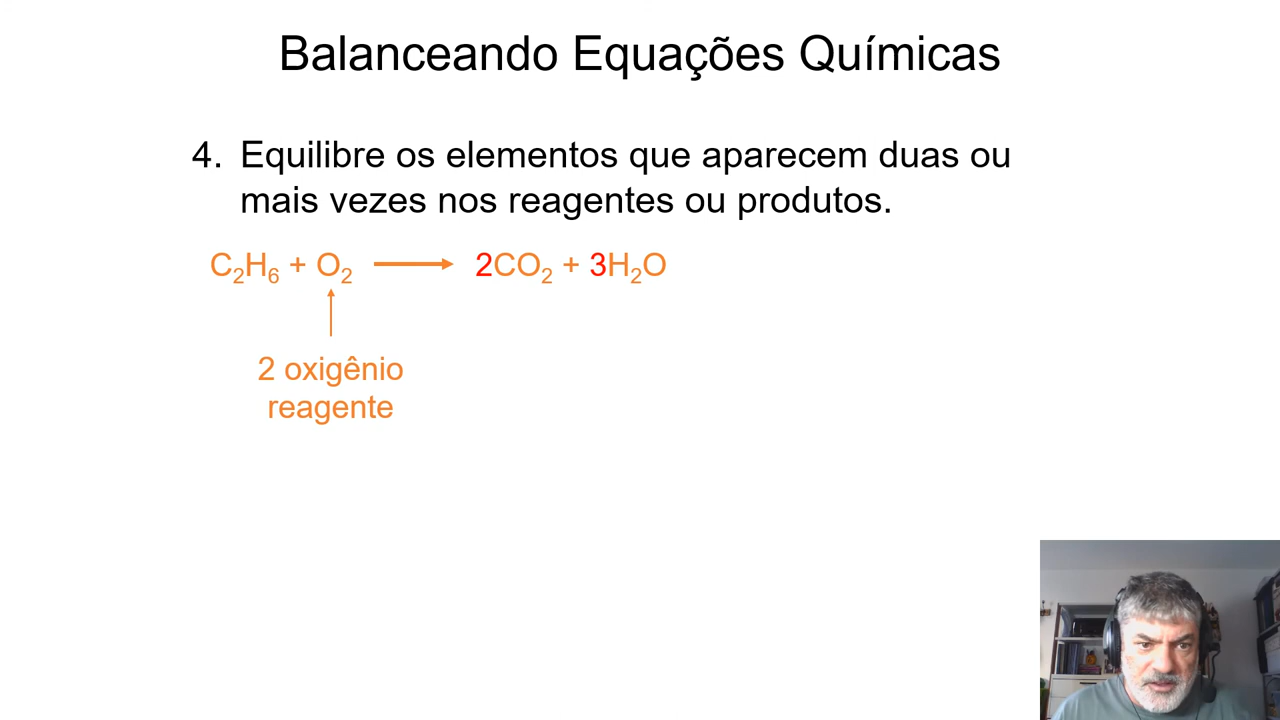 Balanceando Equações Químicas
4. Equilibre os elementos que aparecem duas ou
mais vezes nos reagentes ou produtos.
C₂H₆ + O₂ ⟶ 2CO₂ + 3H₂O
2 oxigênio
reagente